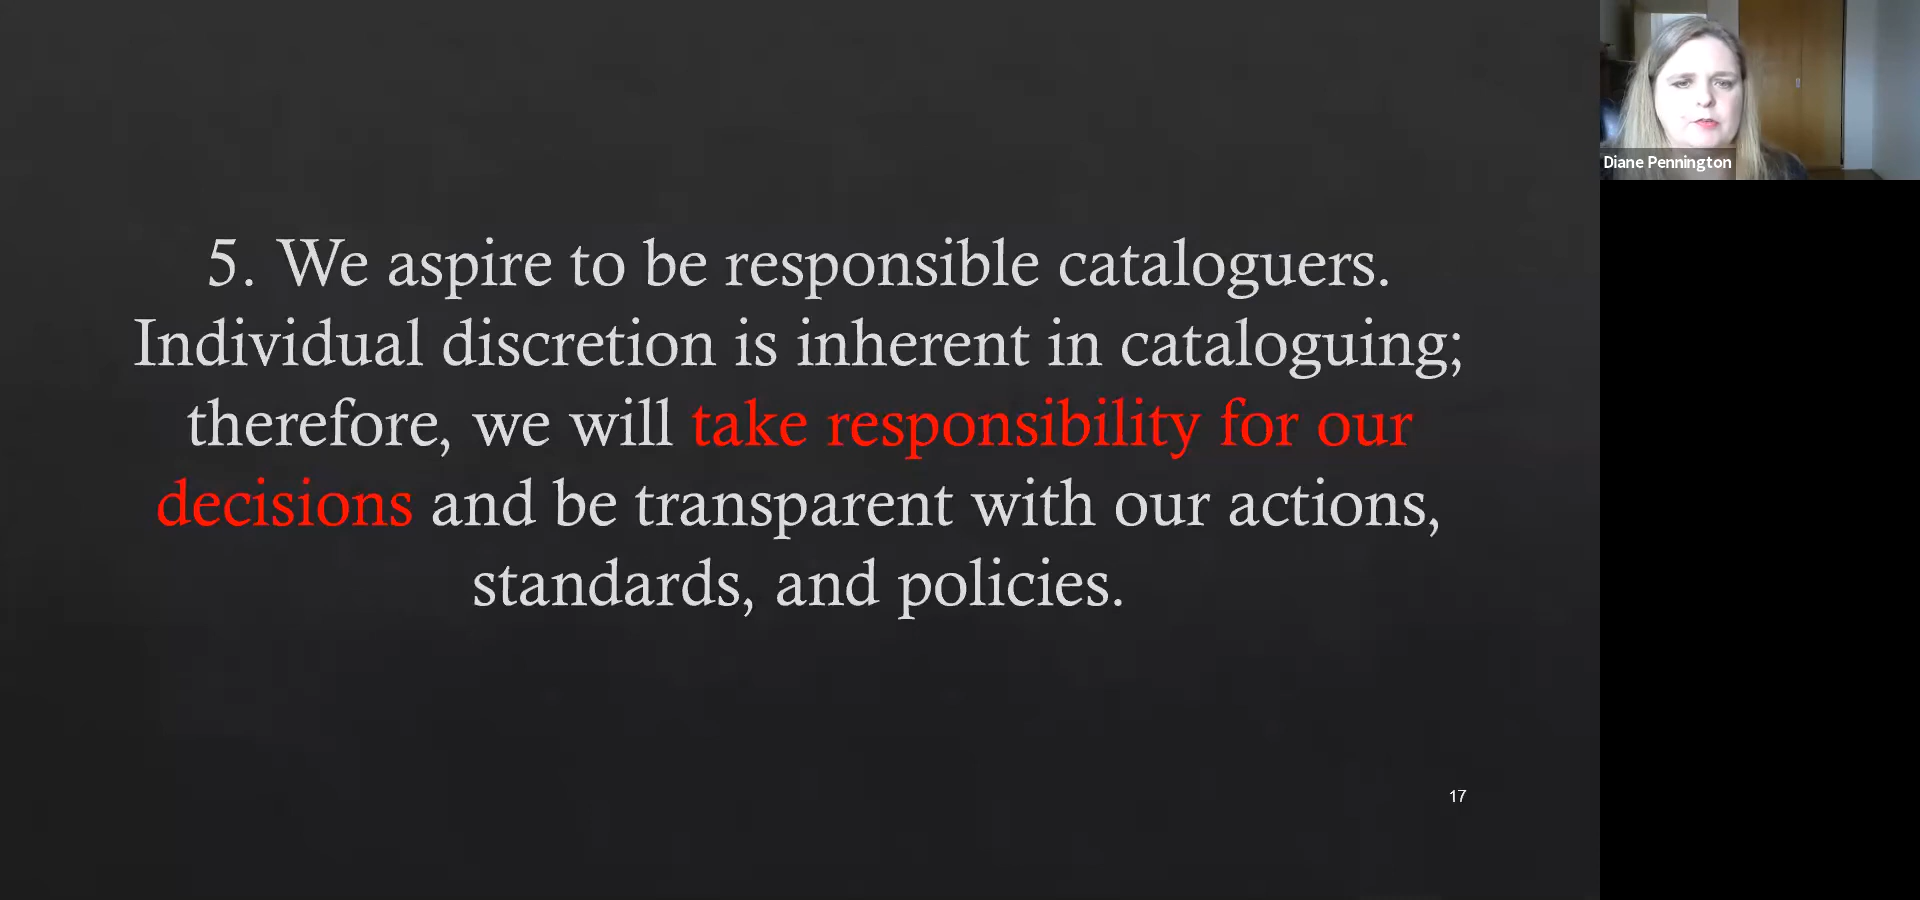 5. We aspire to be responsible cataloguers.
Individual discretion is inherent in cataloguing;
therefore, we will take responsibility for our
decisions and be transparent with our actions,
standards, and policies.
17
Diane Pennington